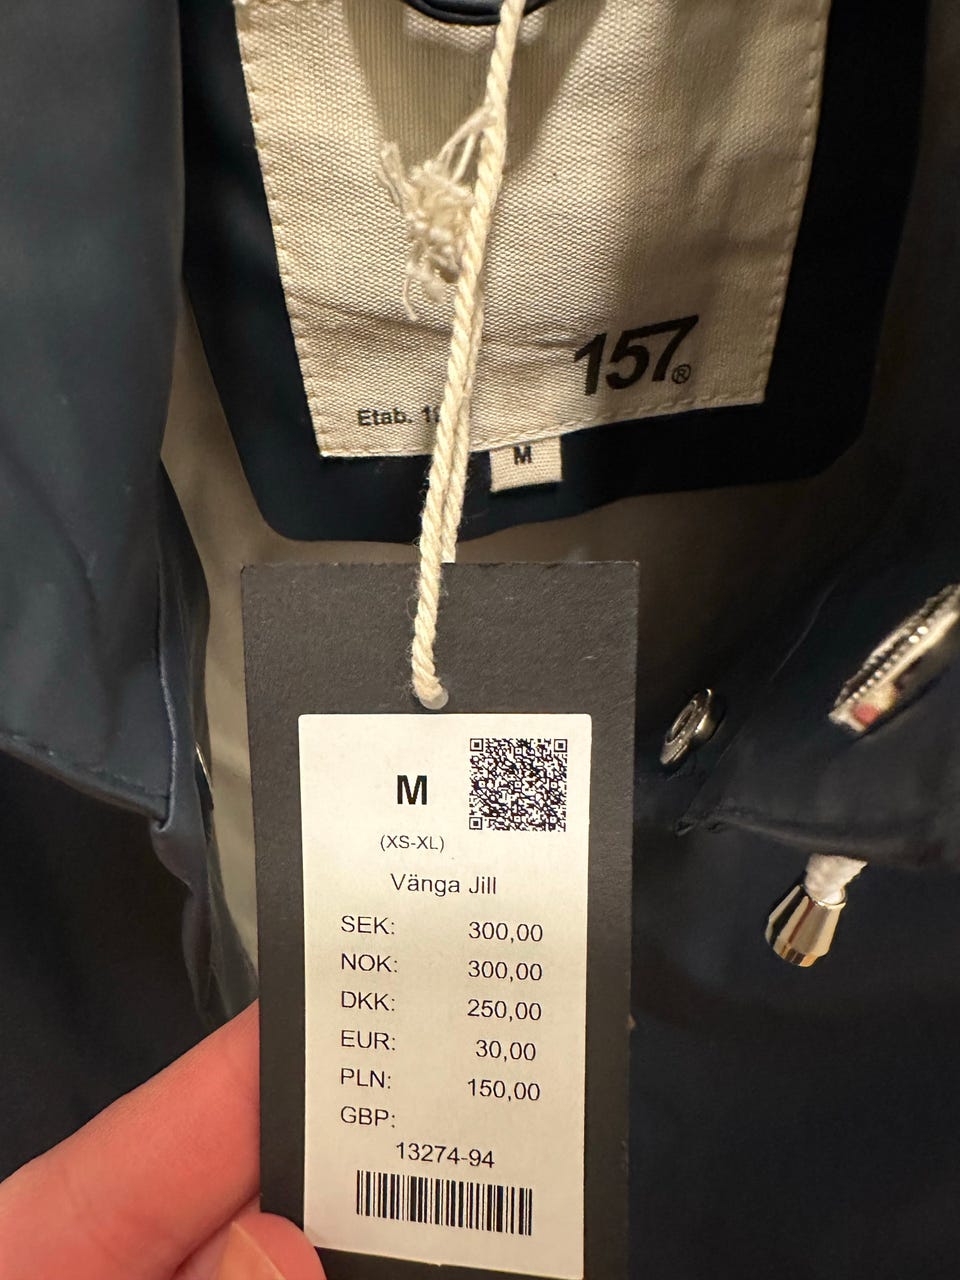 157®
Etab.
M
M
(XS-XL)
Vänga Jill
SEK: 300,00
NOK: 300,00
DKK: 250,00
EUR: 30,00
PLN: 150,00
GBP:
13274-94